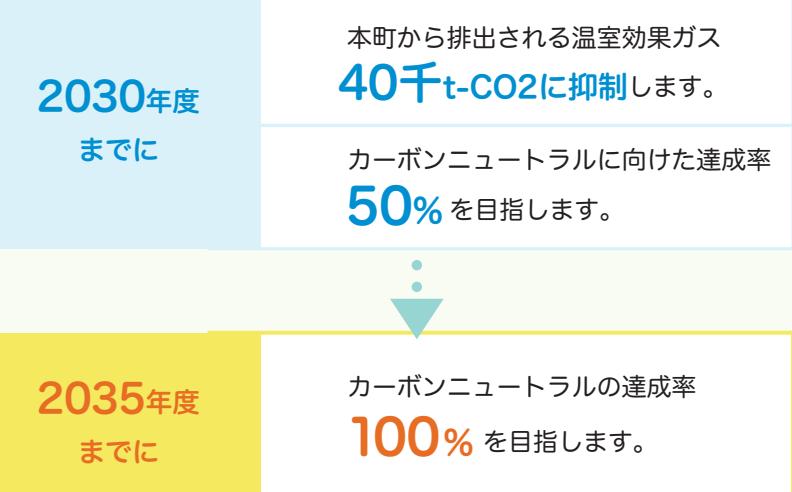 2030年度
までに
本町から排出される温室効果ガス
40千t-CO2に抑制します。
カーボンニュートラルに向けた達成率
50% を目指します。
2035年度
までに
カーボンニュートラルの達成率
100% を目指します。